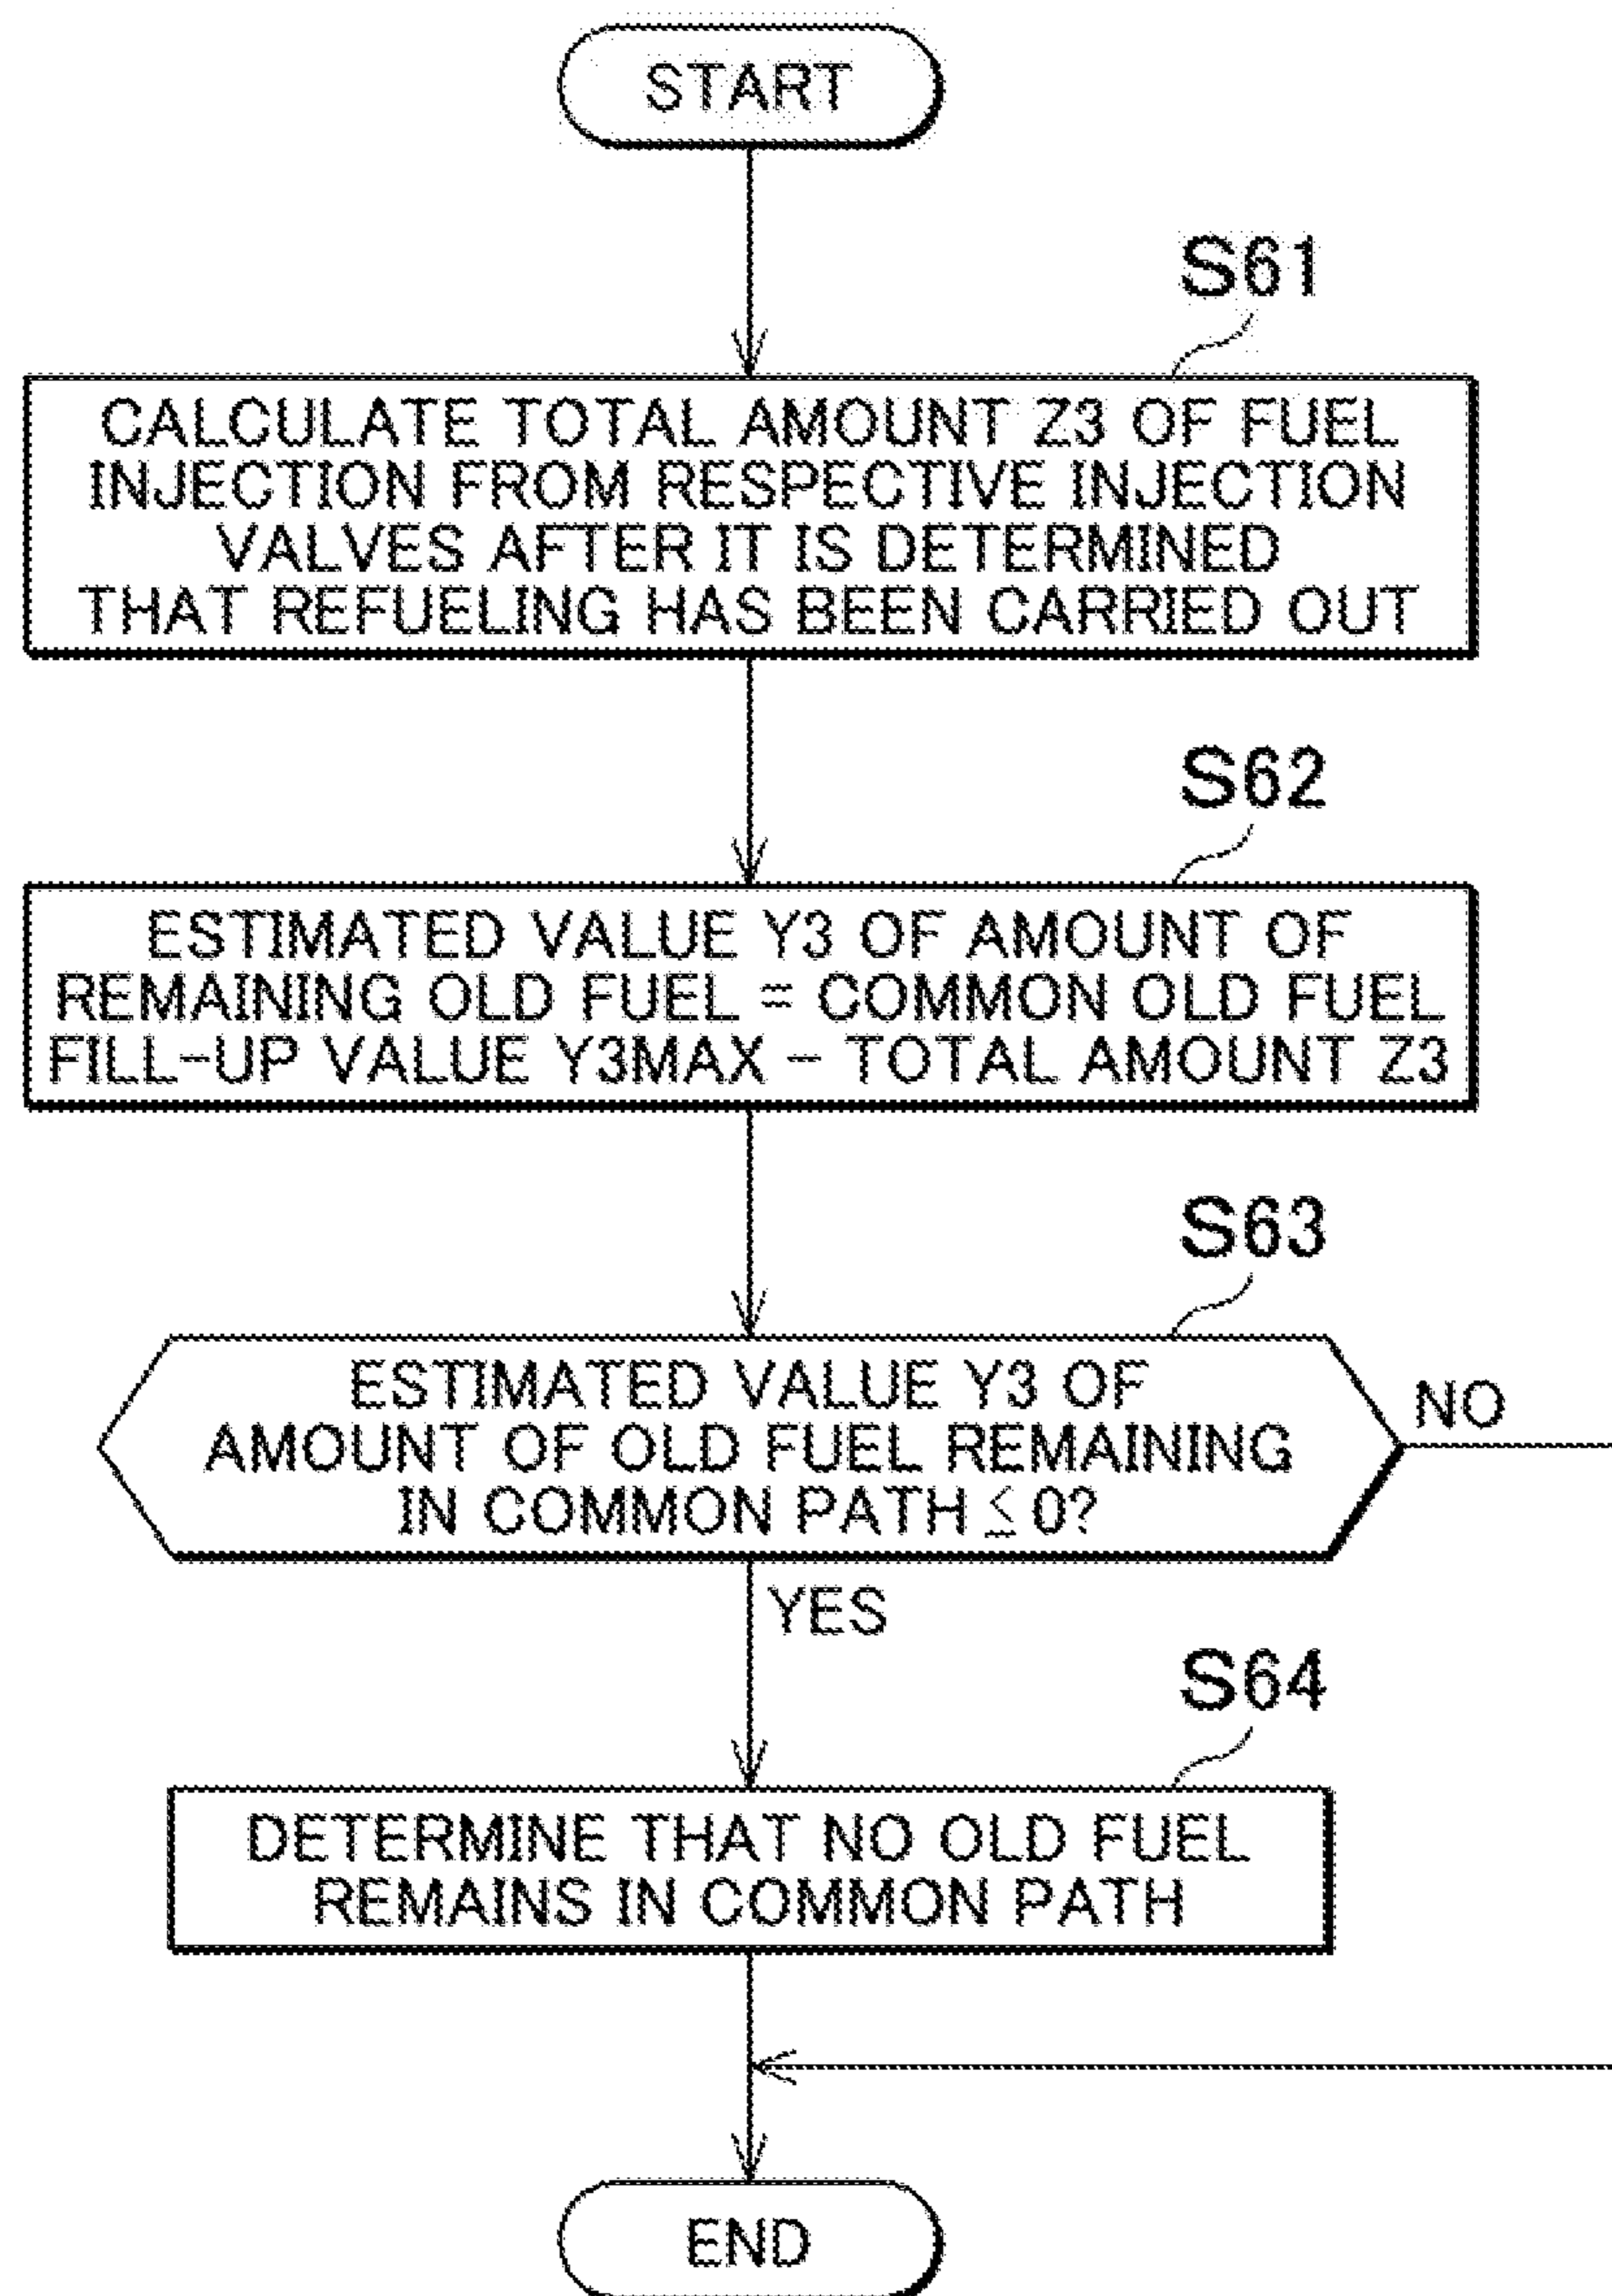 START
S61
CALCULATE TOTAL AMOUNT Z3 OF FUEL
INJECTION FROM RESPECTIVE INJECTION
VALVES AFTER IT IS DETERMINED
THAT REFUELING HAS BEEN CARRIED OUT
S62
ESTIMATED VALUE Y3 OF AMOUNT OF
REMAINING OLD FUEL = COMMON OLD FUEL
FILL-UP VALUE Y3MAX - TOTAL AMOUNT Z3
S63
ESTIMATED VALUE Y3 OF
AMOUNT OF OLD FUEL REMAINING
IN COMMON PATH ≤ 0?
NO
YES
S64
DETERMINE THAT NO OLD FUEL
REMAINS IN COMMON PATH
END